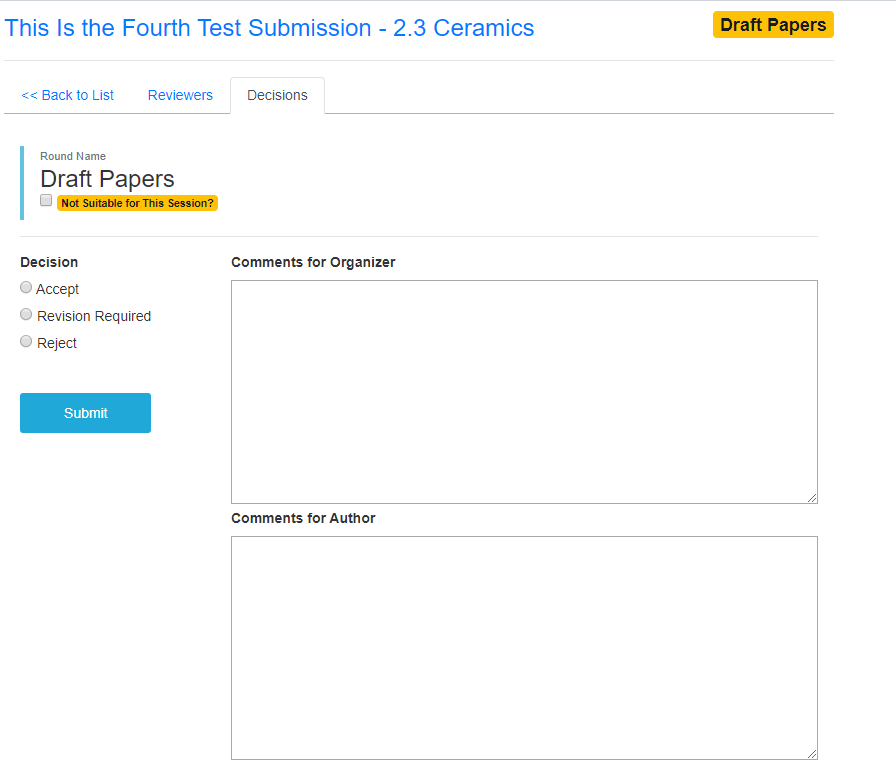 This Is the Fourth Test Submission - 2.3 Ceramics
Draft Papers
<< Back to List
Reviewers
Decisions
Round Name
Draft Papers
Not Suitable for This Session?
Decision
Comments for Organizer
Accept
Revision Required
Reject
Submit
Comments for Author